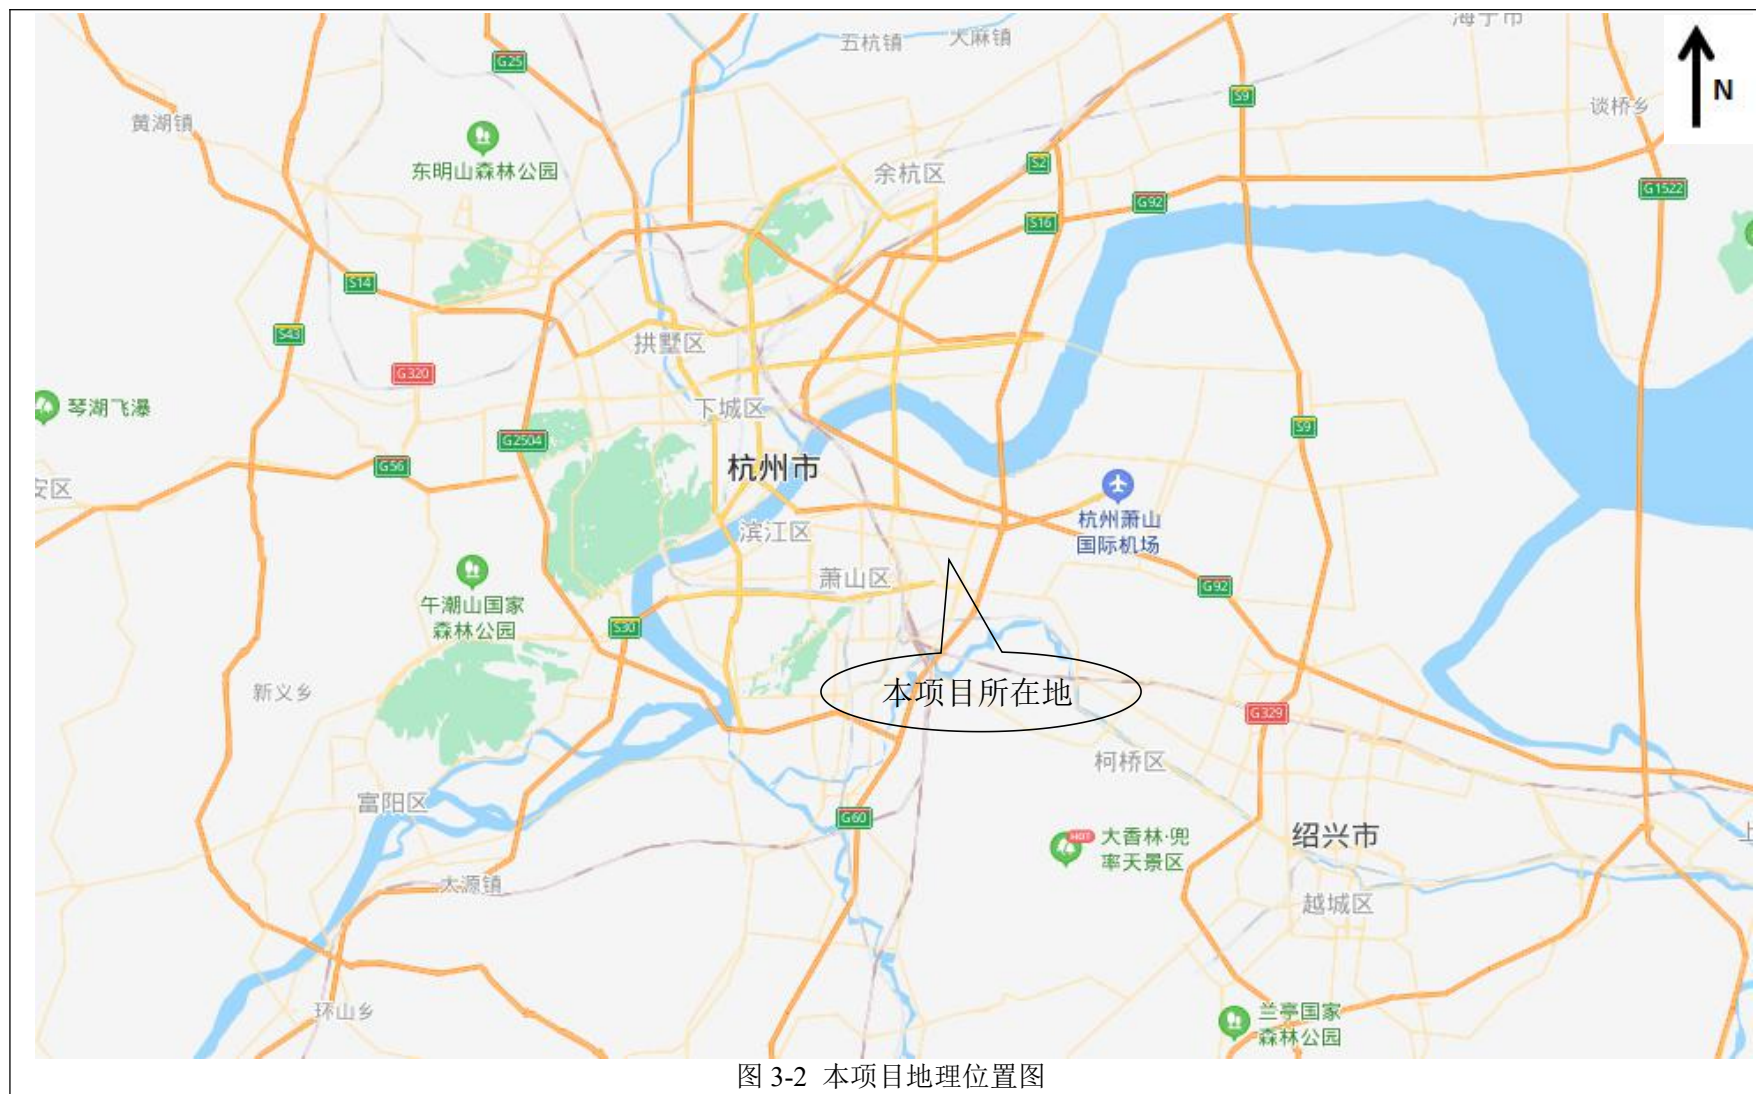 海宁市
五杭镇
大麻镇
G25
S9
N
谈桥乡
黄湖镇
东明山森林公园
余杭区
S2
G92
G1522
S16
S14
S43
拱墅区
G320
琴湖飞瀑
下城区
G2504
S9
G56
杭州市
安区
滨江区
杭州萧山
国际机场
萧山区
午潮山国家
森林公园
G92
S30
新义乡
本项目所在地
G329
柯桥区
富阳区
G60
HOT
大香林·兜
率天景区
绍兴市
上
大源镇
越城区
环山乡
兰亭国家
森林公园
图 3-2 本项目地理位置图